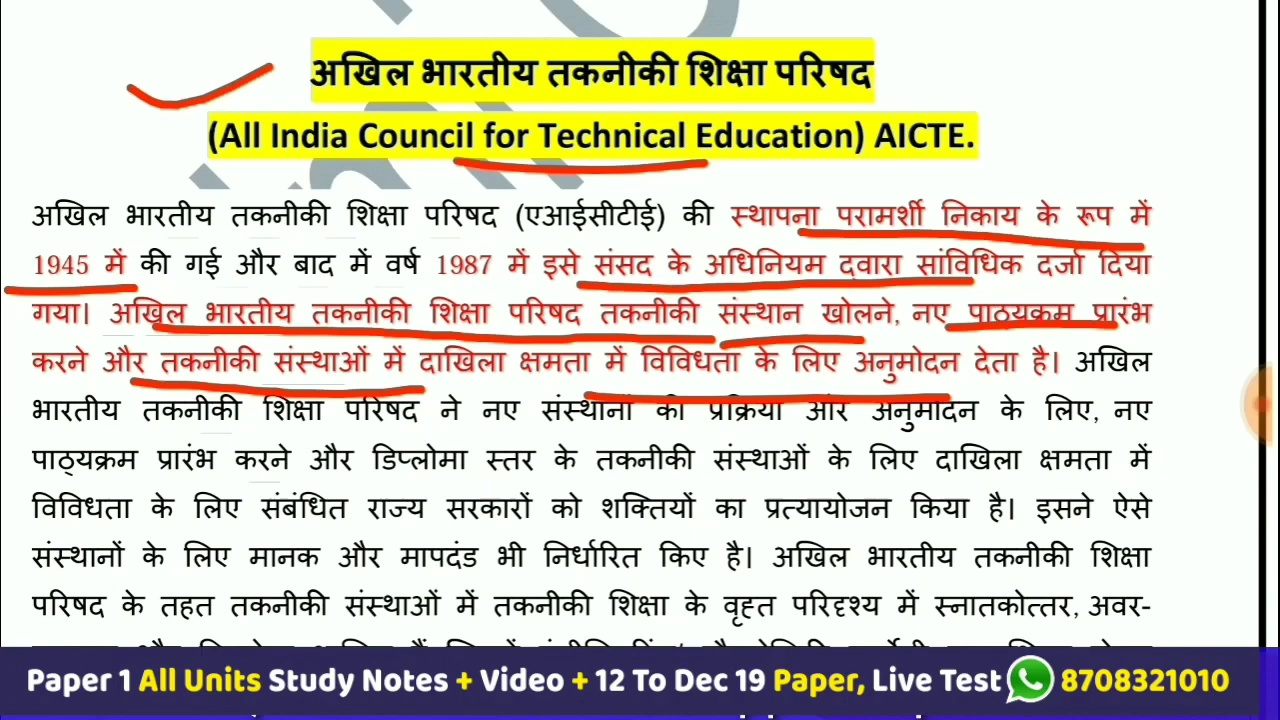 अखिल भारतीय तकनीकी शिक्षा परिषद
(All India Council for Technical Education) AICTE.
अखिल भारतीय तकनीकी शिक्षा परिषद (एआईसीटीई) की स्थापना परामर्शी निकाय के रूप में
1945 में की गई और बाद में वर्ष 1987 में इसे संसद के अधिनियम द्वारा सांविधिक दर्जा दिया
गया। अखिल भारतीय तकनीकी शिक्षा परिषद तकनीकी संस्थान खोलने, नए पाठ्यक्रम प्रारंभ
करने और तकनीकी संस्थाओं में दाखिला क्षमता में विविधता के लिए अनुमोदन देता है। अखिल
भारतीय तकनीकी शिक्षा परिषद ने नए संस्थानों की प्रक्रिया और अनुमोदन के लिए, नए
पाठ्यक्रम प्रारंभ करने और डिप्लोमा स्तर के तकनीकी संस्थाओं के लिए दाखिला क्षमता में
विविधता के लिए संबंधित राज्य सरकारों को शक्तियों का प्रत्यायोजन किया है। इसने ऐसे
संस्थानों के लिए मानक और मापदंड भी निर्धारित किए है। अखिल भारतीय तकनीकी शिक्षा
परिषद के तहत तकनीकी संस्थाओं में तकनीकी शिक्षा के वृह्त परिदृश्य में स्नातकोत्तर, अवर-
Paper 1 All Units Study Notes + Video + 12 To Dec 19 Paper, Live Test 8708321010